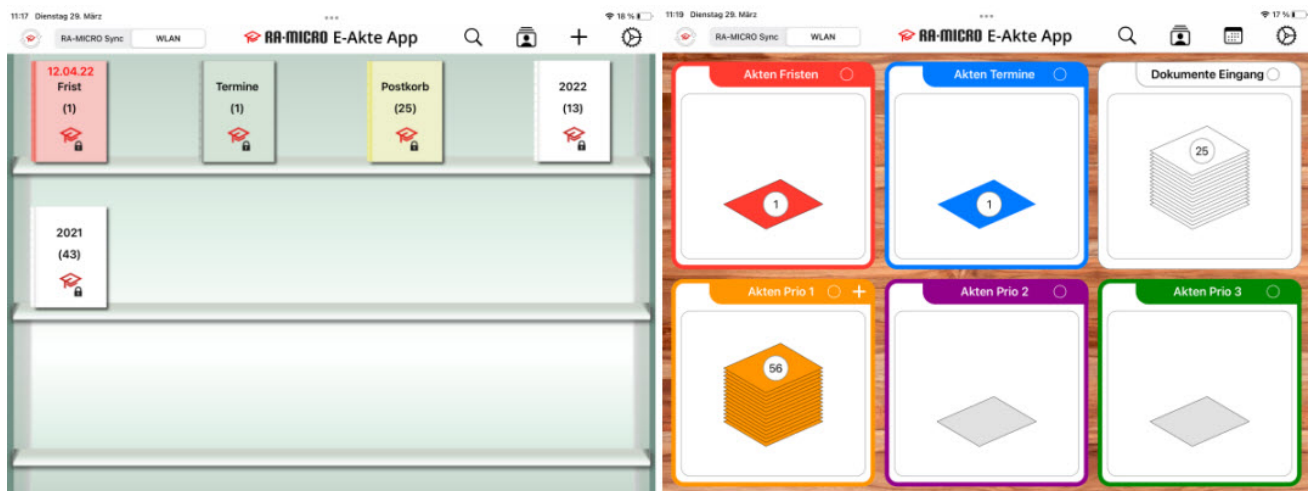 11:17 Dienstag 29. März
18 %
RA-MICRO Sync WLAN
RA-MICRO E-Akte App
12.04.22
Frist
(1)
Termine
(1)
Postkorb
(25)
2022
(13)
2021
(43)
11:19 Dienstag 29. März
17 %
RA-MICRO Sync WLAN
RA-MICRO E-Akte App
Akten Fristen
1
Akten Termine
1
Dokumente Eingang
25
Akten Prio 1
56
Akten Prio 2
Akten Prio 3